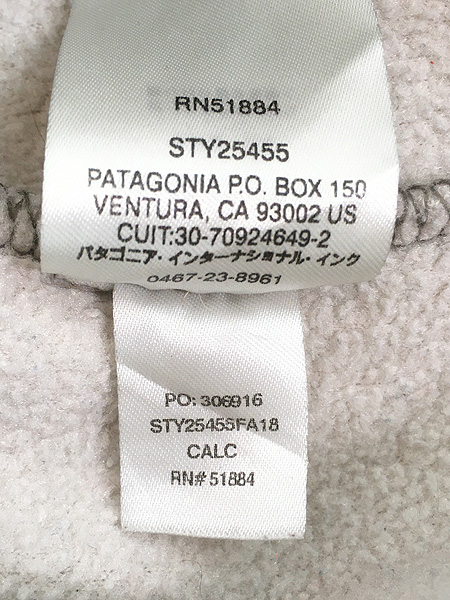 RN51884
STY25455
PATAGONIA P.O. BOX 150
VENTURA, CA 93002 US
CUIT:30-70924649-2
パタゴニア・インターナショナル・インク
0467-23-8961
PO: 306916
STY25455FA18
CALC
RN# 51884